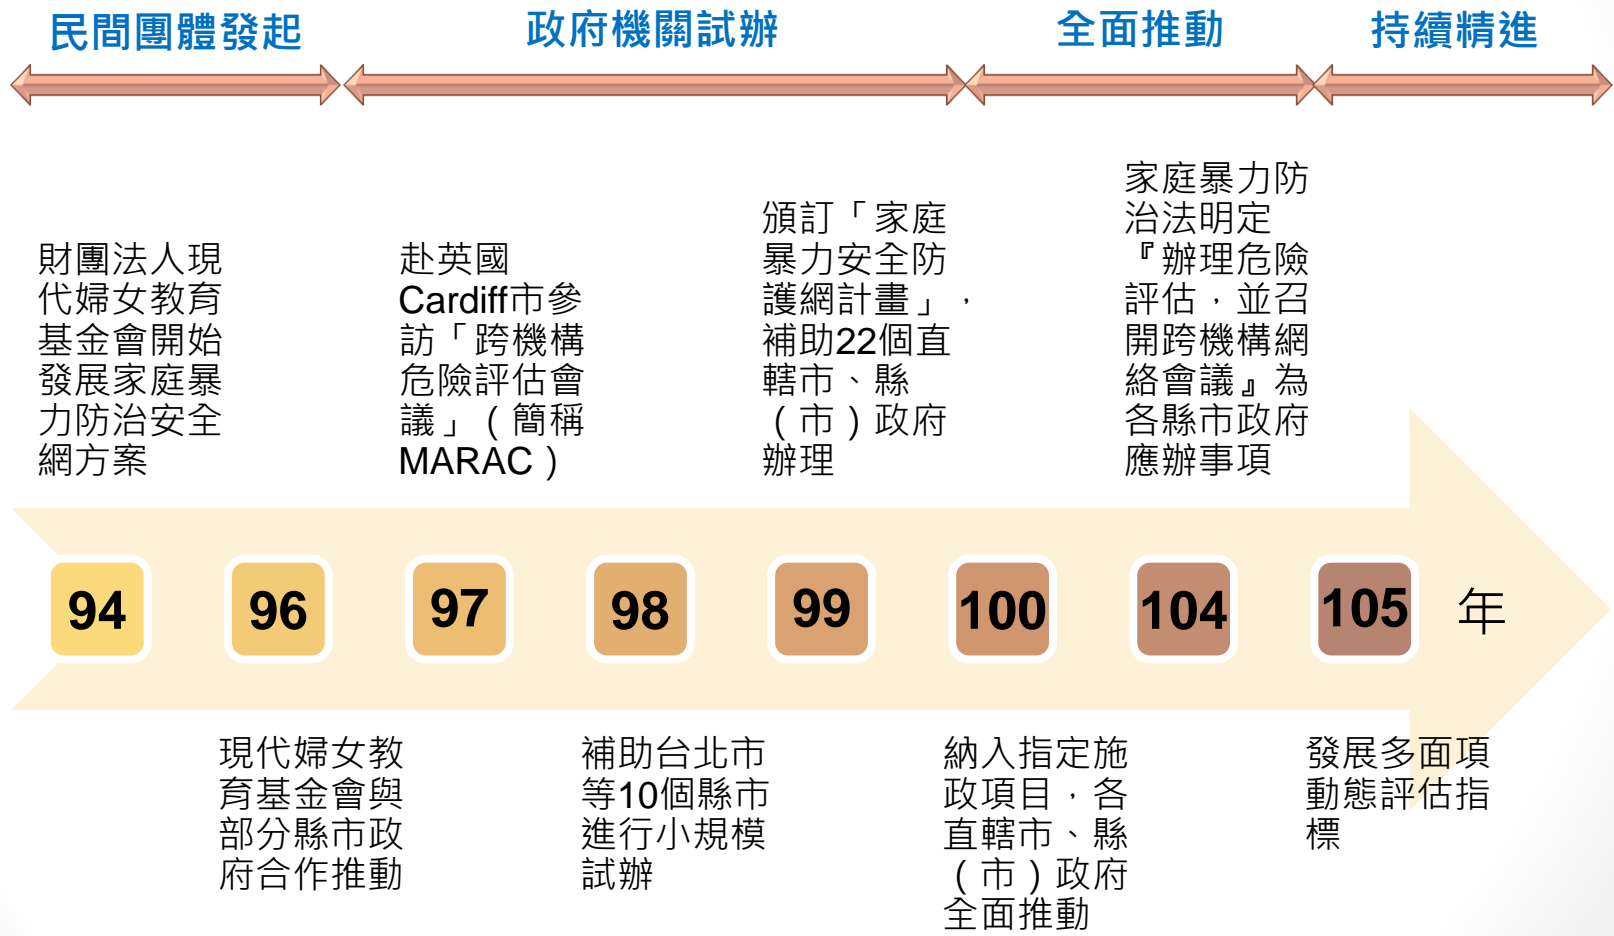 民間團體發起
政府機關試辦
全面推動
持續精進
財團法人現
代婦女教育
基金會開始
發展家庭暴
力防治安全
網方案
赴英國
Cardiff市參
訪「跨機構
危險評估會
議」（簡稱
MARAC）
頒訂「家庭
暴力安全防
護網計畫」，
補助22個直
轄市、縣
（市）政府
辦理
家庭暴力防
治法明定
『辦理危險
評估，並召
開跨機構網
絡會議』為
各縣市政府
應辦事項
94
96
97
98
99
100
104
105
年
現代婦女教
育基金會與
部分縣市政
府合作推動
補助台北市
等10個縣市
進行小規模
試辦
納入指定施
政項目，各
直轄市、縣
（市）政府
全面推動
發展多面項
動態評估指
標